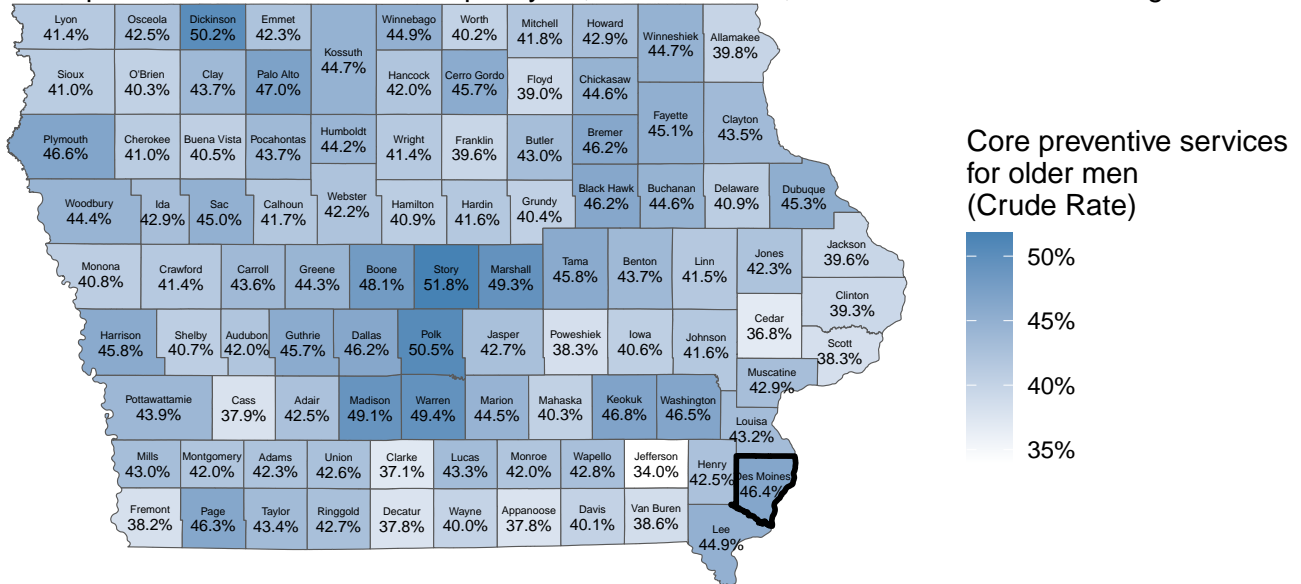 Lyon
41.4%
Osceola
42.5%
Dickinson
50.2%
Emmet
42.3%
Kossuth
44.7%
Winnebago
44.9%
Worth
40.2%
Mitchell
41.8%
Howard
42.9%
Winneshiek
44.7%
Allamakee
39.8%
Sioux
41.0%
O'Brien
40.3%
Clay
43.7%
Palo Alto
47.0%
Hancock
42.0%
Cerro Gordo
45.7%
Floyd
39.0%
Chickasaw
44.6%
Fayette
45.1%
Clayton
43.5%
Plymouth
46.6%
Cherokee
41.0%
Buena Vista
40.5%
Pocahontas
43.7%
Humboldt
44.2%
Wright
41.4%
Franklin
39.6%
Butler
43.0%
Bremer
46.2%
Woodbury
44.4%
Ida
42.9%
Sac
45.0%
Calhoun
41.7%
Webster
42.2%
Hamilton
40.9%
Hardin
41.6%
Grundy
40.4%
Black Hawk
46.2%
Buchanan
44.6%
Delaware
40.9%
Dubuque
45.3%
Monona
40.8%
Crawford
41.4%
Carroll
43.6%
Greene
44.3%
Boone
48.1%
Story
51.8%
Marshall
49.3%
Tama
45.8%
Benton
43.7%
Linn
41.5%
Jones
42.3%
Jackson
39.6%
Clinton
39.3%
Harrison
45.8%
Shelby
40.7%
Audubon
42.0%
Guthrie
45.7%
Dallas
46.2%
Polk
50.5%
Jasper
42.7%
Poweshiek
38.3%
Iowa
40.6%
Johnson
41.6%
Cedar
36.8%
Scott
38.3%
Muscatine
42.9%
Pottawattamie
43.9%
Cass
37.9%
Adair
42.5%
Madison
49.1%
Warren
49.4%
Marion
44.5%
Mahaska
40.3%
Keokuk
46.8%
Washington
46.5%
Louisa
43.2%
Mills
43.0%
Montgomery
42.0%
Adams
42.3%
Union
42.6%
Clarke
37.1%
Lucas
43.3%
Monroe
42.0%
Wapello
42.8%
Jefferson
34.0%
Henry
42.5%
Des Moines
46.4%
Fremont
38.2%
Page
46.3%
Taylor
43.4%
Ringgold
42.7%
Decatur
37.8%
Wayne
40.0%
Appanoose
37.8%
Davis
40.1%
Van Buren
38.6%
Lee
44.9%
Core preventive services
for older men
(Crude Rate)
50%
45%
40%
35%